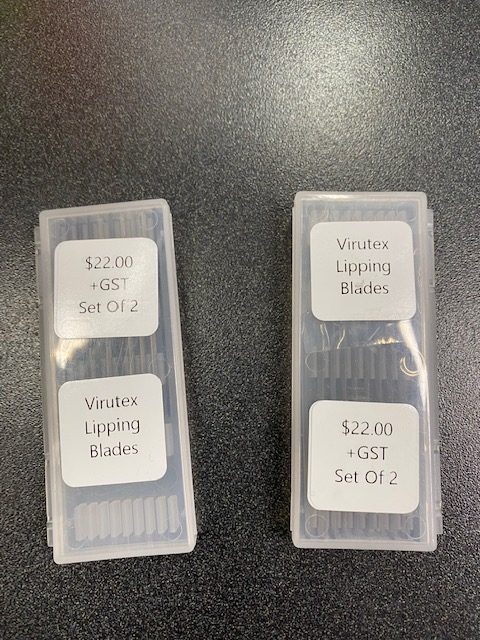 $22.00
+GST
Set Of 2
Virutex
Lipping
Blades
Virutex
Lipping
Blades
$22.00
+GST
Set Of 2